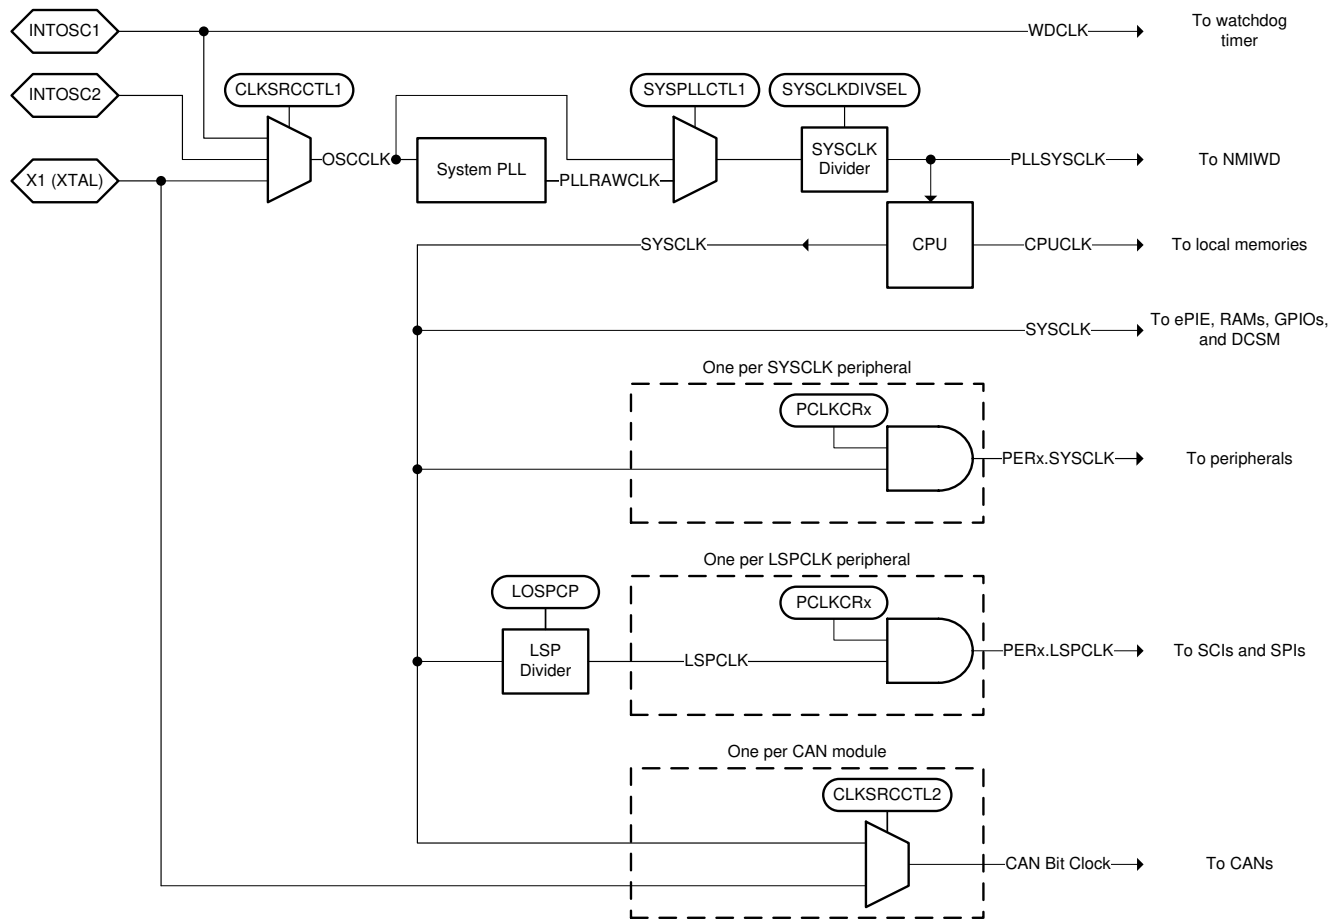 INTOSC1
WDCLK
To watchdog
timer
INTOSC2
CLKSRCCTL1
SYSPLLCTL1
SYSCLKDIVSEL
X1 (XTAL)
OSCCLK
System PLL
PLLRAWCLK
SYSCLK
Divider
PLLSYSCLK
To NMIWD
SYSCLK
CPU
CPUCLK
To local memories
SYSCLK
To ePIE, RAMs, GPIOs,
and DCSM
One per SYSCLK peripheral
PCLKCRx
PERx.SYSCLK
To peripherals
One per LSPCLK peripheral
LOSPCP
PCLKCRx
LSP
Divider
LSPCLK
PERx.LSPCLK
To SCIs and SPIs
One per CAN module
CLKSRCCTL2
CAN Bit Clock
To CANs